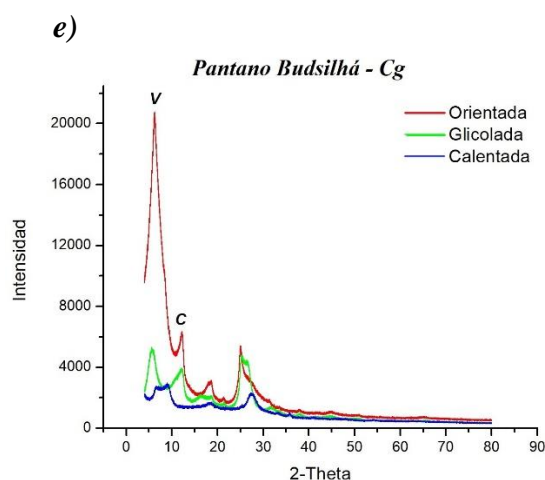 e)
Pantano Budsilhá - Cg
V
C
Orientada
Glicolada
Calentada
Intensidad
20000
16000
12000
8000
4000
0
0 10 20 30 40 50 60 70 80 90
2-Theta